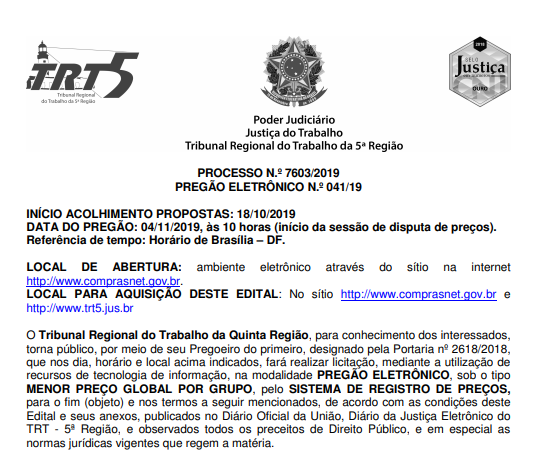 TRT5
Tribunal Regional
do Trabalho da 5ª Região
2018
SELO
Justiça
OURO
Poder Judiciário
Justiça do Trabalho
Tribunal Regional do Trabalho da 5ª Região
PROCESSO N.º 7603/2019
PREGÃO ELETRÔNICO N.º 041/19
INÍCIO ACOLHIMENTO PROPOSTAS: 18/10/2019
DATA DO PREGÃO: 04/11/2019, às 10 horas (início da sessão de disputa de preços).
Referência de tempo: Horário de Brasília – DF.
LOCAL DE ABERTURA: ambiente eletrônico através do sítio na internet
http://www.comprasnet.gov.br.
LOCAL PARA AQUISIÇÃO DESTE EDITAL: No sítio http://www.comprasnet.gov.br e
http://www.trt5.jus.br
O Tribunal Regional do Trabalho da Quinta Região, para conhecimento dos interessados,
torna público, por meio de seu Pregoeiro do primeiro, designado pela Portaria nº 2618/2018,
que nos dia, horário e local acima indicados, fará realizar licitação, mediante a utilização de
recursos de tecnologia de informação, na modalidade PREGÃO ELETRÔNICO, sob o tipo
MENOR PREÇO GLOBAL POR GRUPO, pelo SISTEMA DE REGISTRO DE PREÇOS,
para o fim (objeto) e nos termos a seguir mencionados, de acordo com as condições deste
Edital e seus anexos, publicados no Diário Oficial da União, Diário da Justiça Eletrônico do
TRT - 5ª Região, e observados todos os preceitos de Direito Público, e em especial as
normas jurídicas vigentes que regem a matéria.